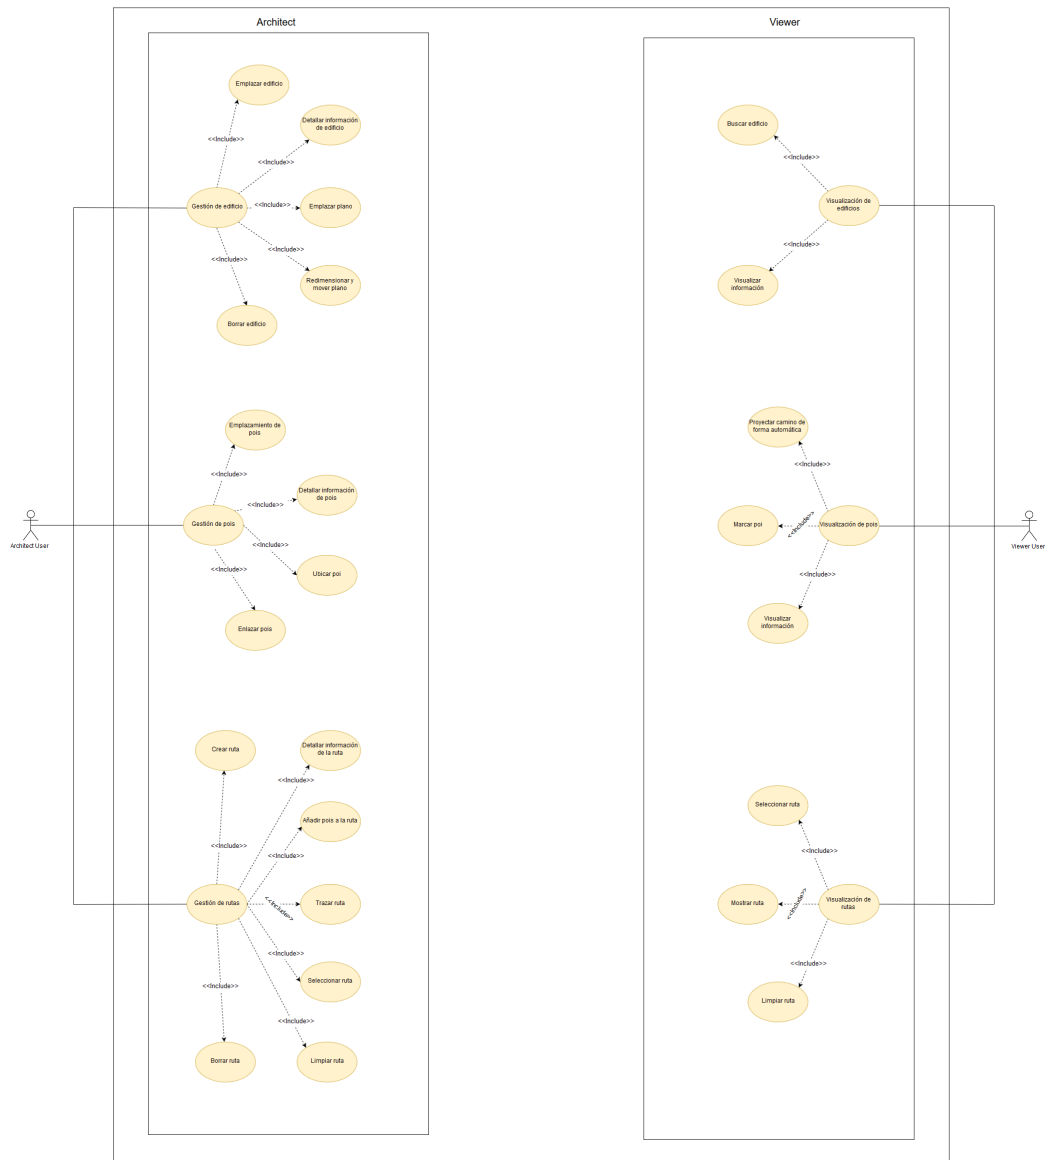 Architect
Viewer
Emplazar edificio
<<Include>>
Detallar información
de edificio
<<Include>>
Gestión de edificio
<<Include>>
Emplazar plano
<<Include>>
Redimensionar y
mover plano
<<Include>>
Borrar edificio
Buscar edificio
<<Include>>
Visualización de
edificios
<<Include>>
Visualizar
información
Emplazamiento de
pois
<<Include>>
Detallar información
de pois
<<Include>>
Gestión de pois
<<Include>>
Ubicar poi
<<Include>>
Enlazar pois
Architect User
Proyectar camino de
forma automática
<<Include>>
Marcar poi
<<Include>>
Visualización de pois
<<Include>>
Visualizar
información
Viewer User
Crear ruta
<<Include>>
Detallar información
de la ruta
<<Include>>
Añadir pois a la ruta
<<Include>>
Gestión de rutas
<<Include>>
Trazar ruta
<<Include>>
Seleccionar ruta
<<Include>>
Limpiar ruta
<<Include>>
Borrar ruta
Seleccionar ruta
<<Include>>
Mostrar ruta
<<Include>>
Visualización de
rutas
<<Include>>
Limpiar ruta